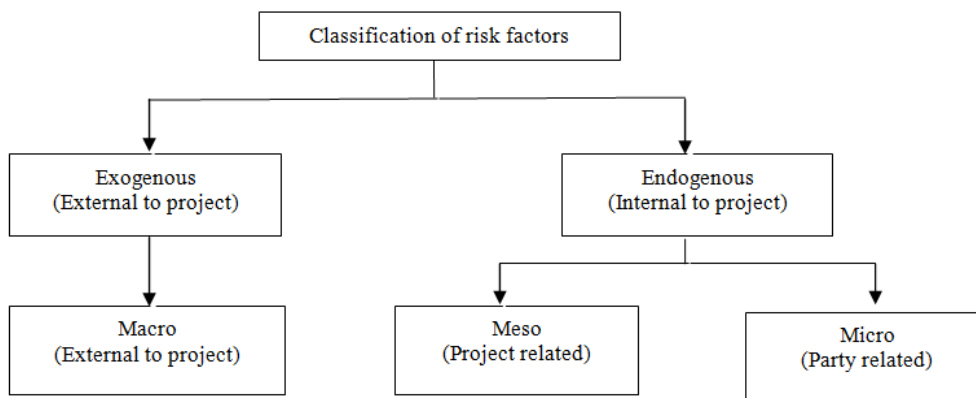 Classification of risk factors
Exogenous
(External to project)
Endogenous
(Internal to project)
Macro
(External to project)
Meso
(Project related)
Micro
(Party related)